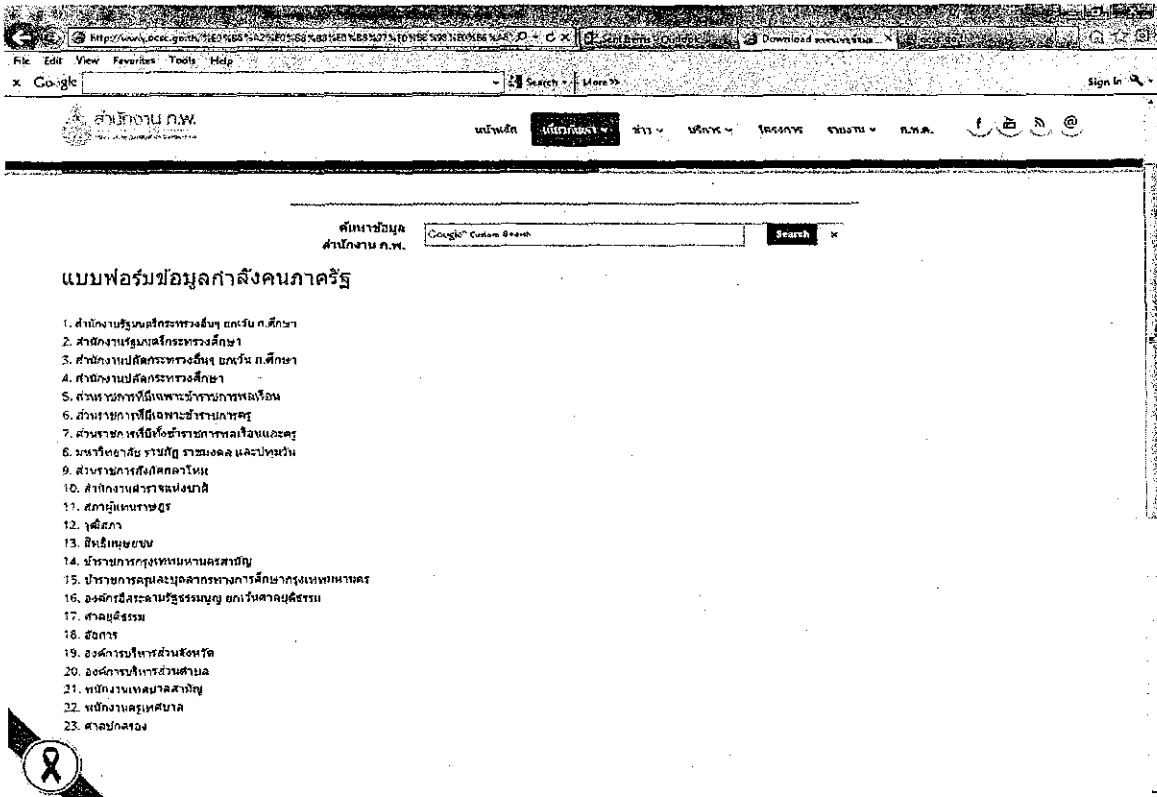 File Edit View Favorites Tools Help
x Google Search More >> Sign In
สำนักงาน ก.พ.
หน้าหลัก เกี่ยวกับเรา ข่าว บริการ โครงการ รายงาน ก.พ.ค.
ค้นหาข้อมูล
สำนักงาน ก.พ.
Google™ Custom Search Search x
แบบฟอร์มข้อมูลกำลังคนภาครัฐ
1. สำนักงานรัฐมนตรีกระทรวงอื่นๆ ยกเว้น ก.ศึกษา
2. สำนักงานรัฐมนตรีกระทรวงศึกษา
3. สำนักงานปลัดกระทรวงอื่นๆ ยกเว้น ก.ศึกษา
4. สำนักงานปลัดกระทรวงศึกษา
5. ส่วนราชการที่มีเฉพาะข้าราชการพลเรือน
6. ส่วนราชการที่มีเฉพาะข้าราชการครู
7. ส่วนราชการที่มีทั้งข้าราชการพลเรือนและครู
8. มหาวิทยาลัย ราชภัฏ ราชมงคล และปทุมวัน
9. ส่วนราชการสังกัดกลาโหม
10. สำนักงานตำรวจแห่งชาติ
11. สภาผู้แทนราษฎร
12. วุฒิสภา
13. สิทธิมนุษยชน
14. ข้าราชการกรุงเทพมหานครสามัญ
15. ข้าราชการครูและบุคลากรทางการศึกษากรุงเทพมหานคร
16. องค์กรอิสระตามรัฐธรรมนูญ ยกเว้นศาลยุติธรรม
17. ศาลยุติธรรม
18. อัยการ
19. องค์การบริหารส่วนจังหวัด
20. องค์การบริหารส่วนตำบล
21. พนักงานเทศบาลสามัญ
22. พนักงานครูเทศบาล
23. ศาลปกครอง